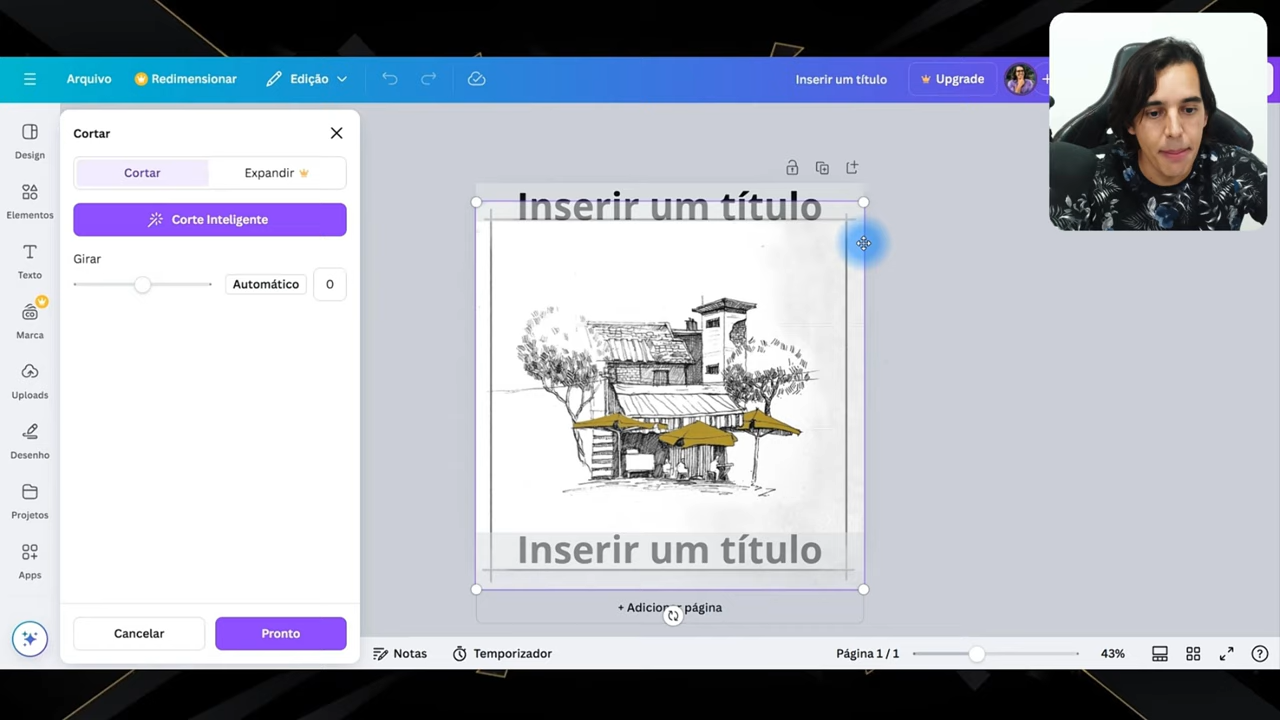 Arquivo
Redimensionar
Edição
Inserir um título
Upgrade
Design
Elementos
Texto
Marca
Uploads
Desenho
Projetos
Apps
Cortar
Cortar
Expandir
Corte Inteligente
Girar
Automático
0
Cancelar
Pronto
Inserir um título
Inserir um título
+ Adicionar página
Notas
Temporizador
Página 1 / 1
43%